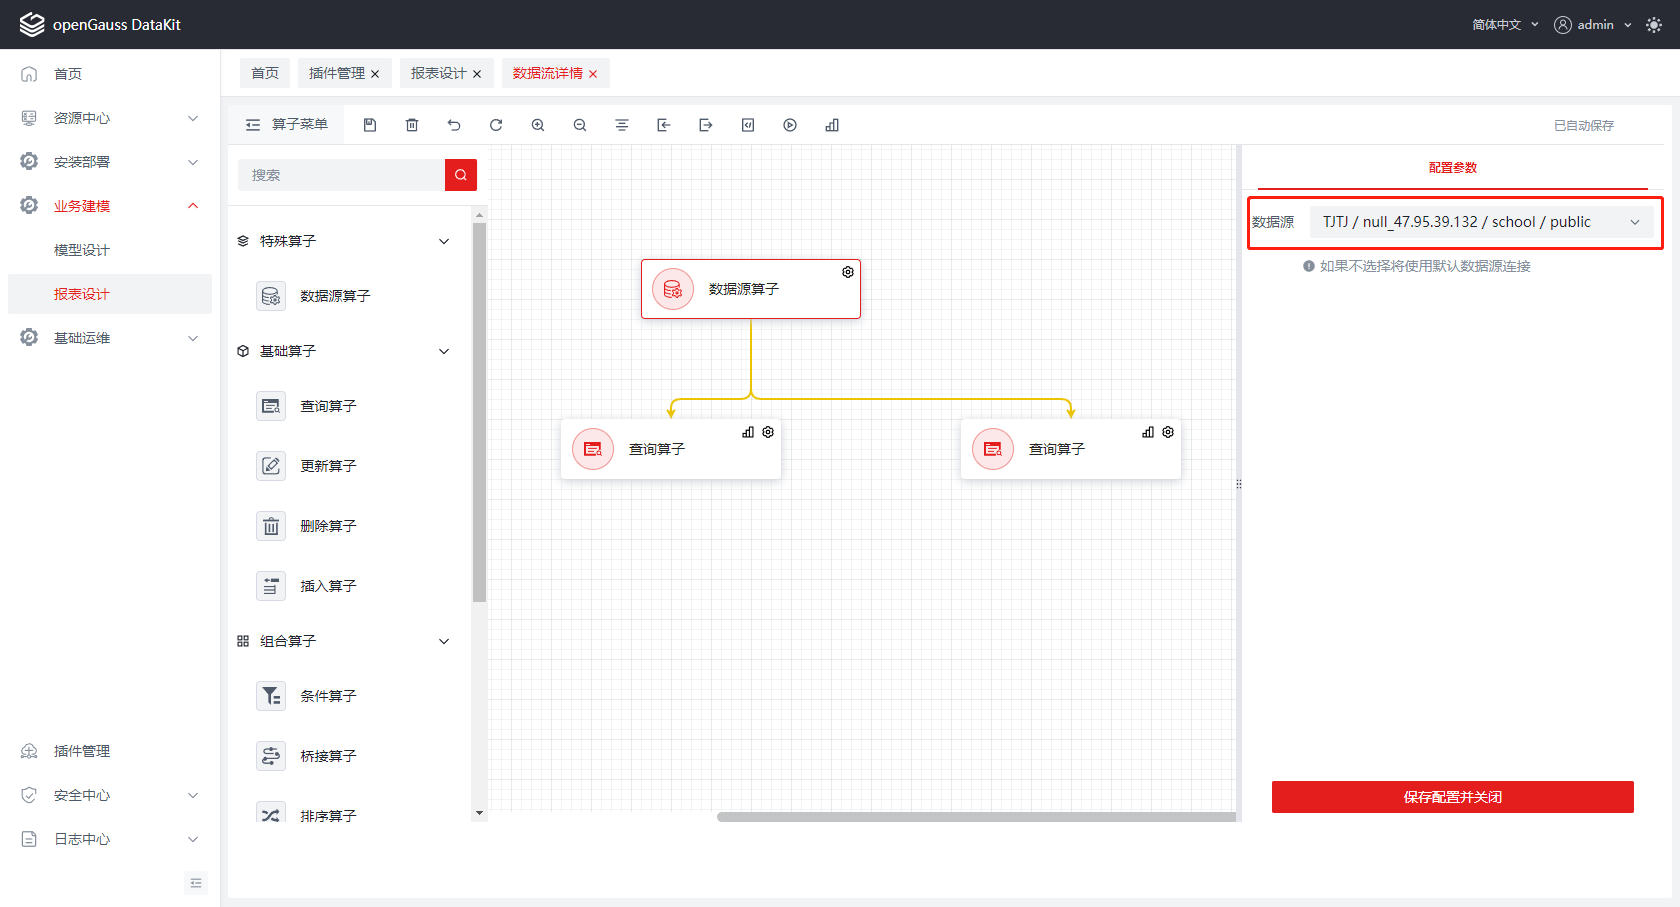 openGauss DataKit
简体中文
admin
首页
资源中心
安装部署
业务建模
模型设计
报表设计
基础运维
插件管理
安全中心
日志中心
首页
插件管理
报表设计
数据流详情
算子菜单
已自动保存
搜索
特殊算子
数据源算子
基础算子
查询算子
更新算子
删除算子
插入算子
组合算子
条件算子
桥接算子
排序算子
数据源算子
查询算子
查询算子
配置参数
数据源 TJTJ / null_47.95.39.132 / school / public
如果不选择将使用默认数据源连接
保存配置并关闭